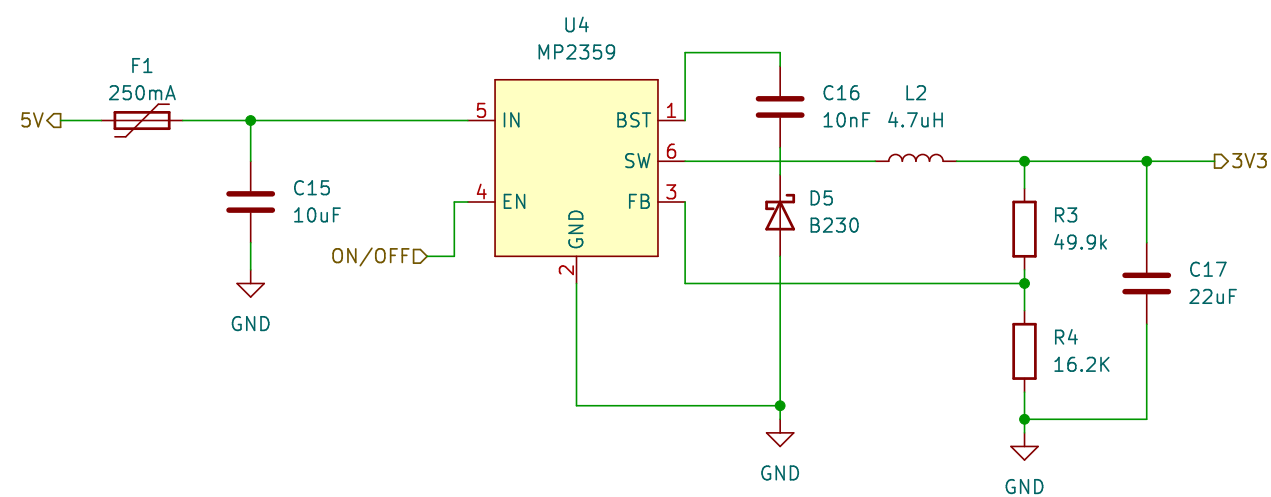 U4
MP2359
F1
250mA
5V
5
IN
4
EN
ON/OFF
GND
2
BST
1
SW
6
FB
3
C16
10nF
L2
4.7uH
3V3
C15
10uF
GND
D5
B230
R3
49.9k
C17
22uF
R4
16.2K
GND
GND